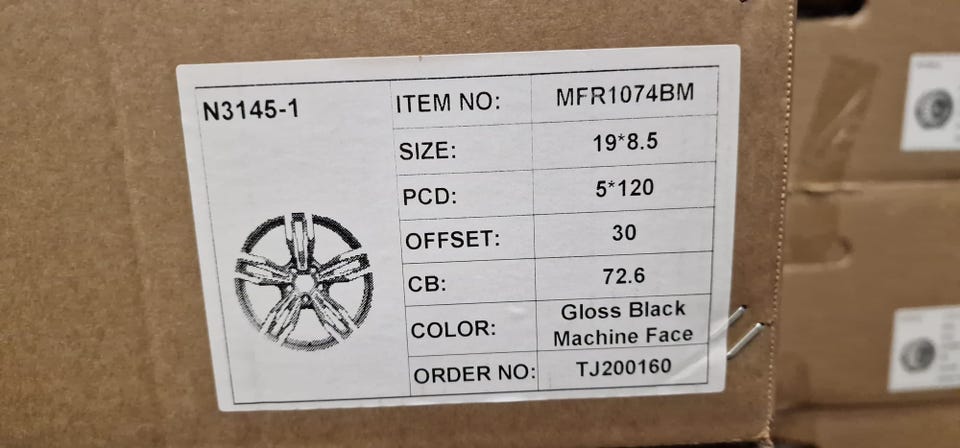 N3145-1
ITEM NO: MFR1074BM
SIZE: 19*8.5
PCD: 5*120
OFFSET: 30
CB: 72.6
COLOR: Gloss Black
Machine Face
ORDER NO: TJ200160